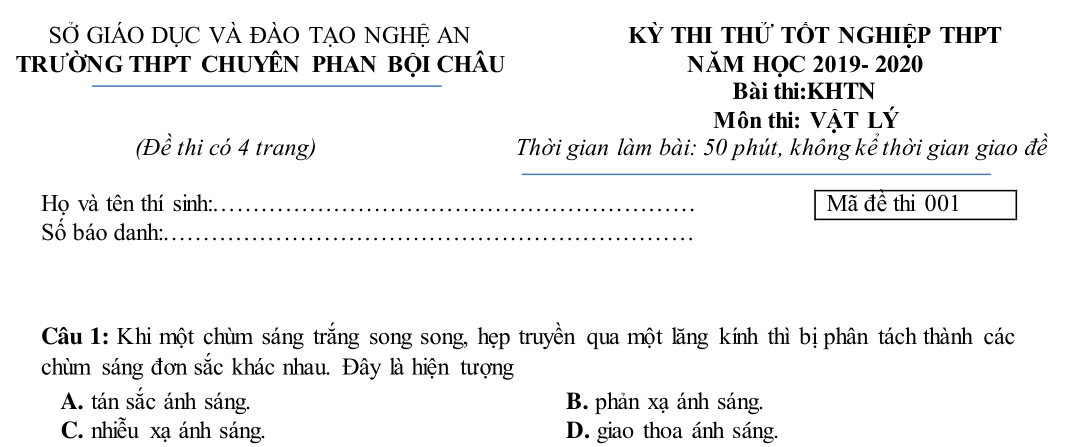 SỞ GIÁO DỤC VÀ ĐÀO TẠO NGHỆ AN
TRƯỜNG THPT CHUYÊN PHAN BỘI CHÂU
(Đề thi có 4 trang)
KỲ THI THỬ TỐT NGHIỆP THPT
NĂM HỌC 2019- 2020
Bài thi:KHTN
Môn thi: VẬT LÝ
Thời gian làm bài: 50 phút, không kể thời gian giao đề
Họ và tên thí sinh:............................................................
Số báo danh:..................................................................
Mã đề thi 001
Câu 1: Khi một chùm sáng trắng song song, hẹp truyền qua một lăng kính thì bị phân tách thành các
chùm sáng đơn sắc khác nhau. Đây là hiện tượng
A. tán sắc ánh sáng. B. phản xạ ánh sáng.
C. nhiễu xạ ánh sáng. D. giao thoa ánh sáng.